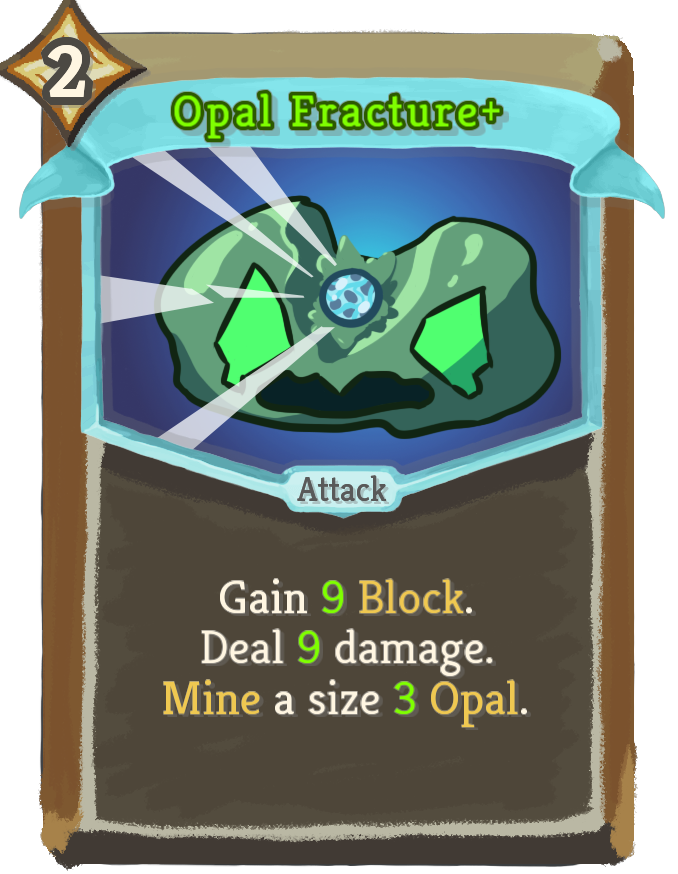 2
Opal Fracture+
Attack
Gain 9 Block.
Deal 9 damage.
Mine a size 3 Opal.